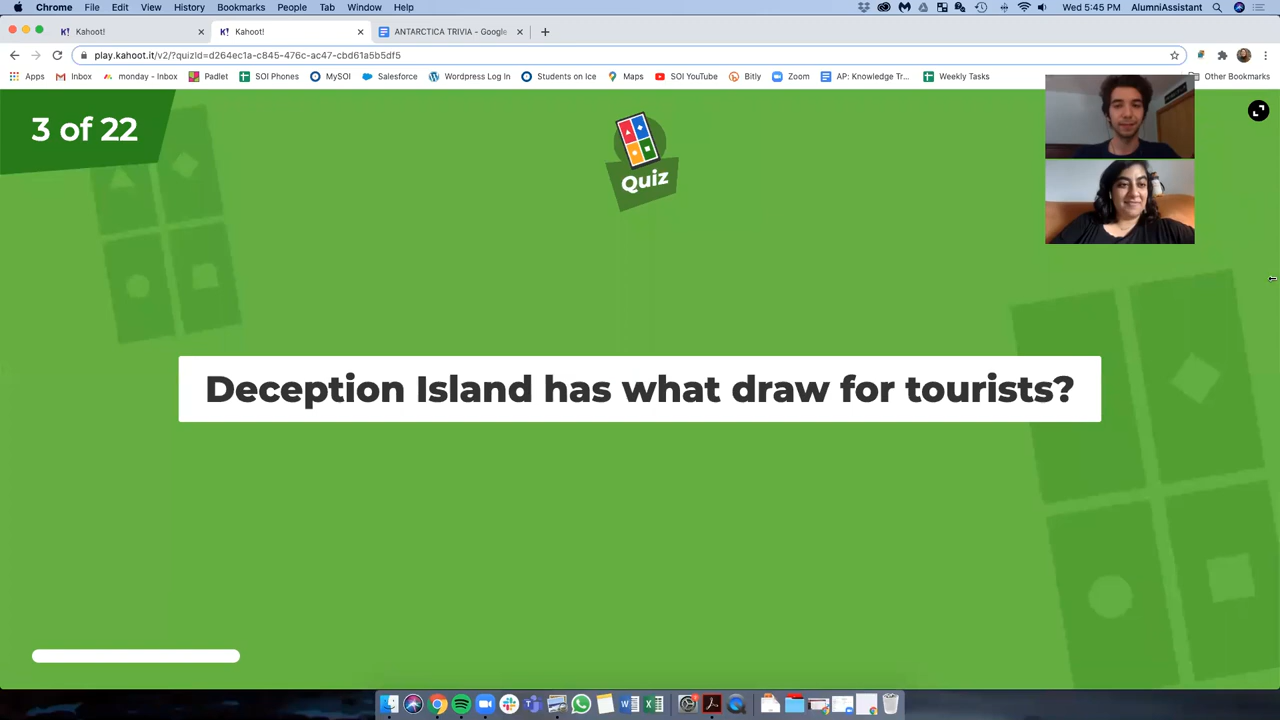 Chrome File Edit View History Bookmarks People Tab Window Help Wed 5:45 PM AlumniAssistant
Kahoot! Kahoot! ANTARCTICA TRIVIA - Google
play.kahoot.it/v2/?quizId=d264ec1a-c845-476c-ac47-cbd61a5b5df5
Apps Inbox monday - Inbox Padlet SOI Phones MySOI Salesforce Wordpress Log In Students on Ice Maps SOI YouTube Bitly Zoom AP: Knowledge Tr... Weekly Tasks Other Bookmarks
3 of 22
Quiz
Deception Island has what draw for tourists?